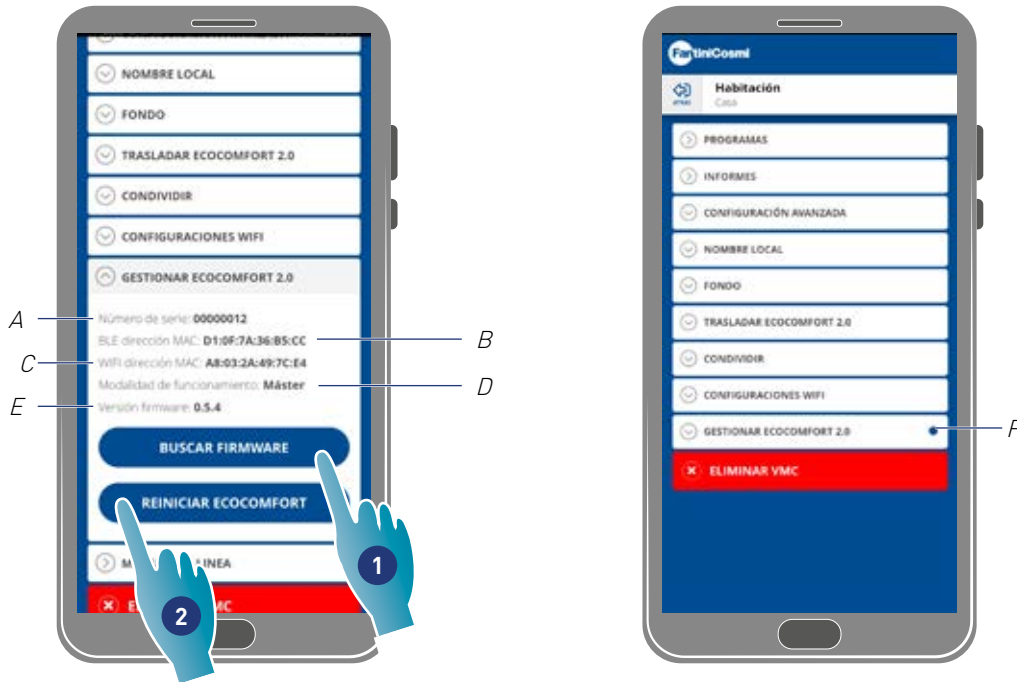 NOMBRE LOCAL
FONDO
TRASLADAR ECOCOMFORT 2.0
CONDIVIDIR
CONFIGURACIONES WIFI
GESTIONAR ECOCOMFORT 2.0
A
Número de serie: 00000012
BLE dirección MAC: D1:0F:7A:36:B5:CC
B
C
WIFI dirección MAC: A8:03:2A:49:7C:E4
Modalidad de funcionamiento: Máster
D
E
Versión firmware: 0.5.4
BUSCAR FIRMWARE
REINICIAR ECOCOMFORT
1
2
FantiniCosmi
atras
Habitación
Casa
PROGRAMAS
INFORMES
CONFIGURACIÓN AVANZADA
NOMBRE LOCAL
FONDO
TRASLADAR ECOCOMFORT 2.0
CONDIVIDIR
CONFIGURACIONES WIFI
GESTIONAR ECOCOMFORT 2.0
F
ELIMINAR VMC